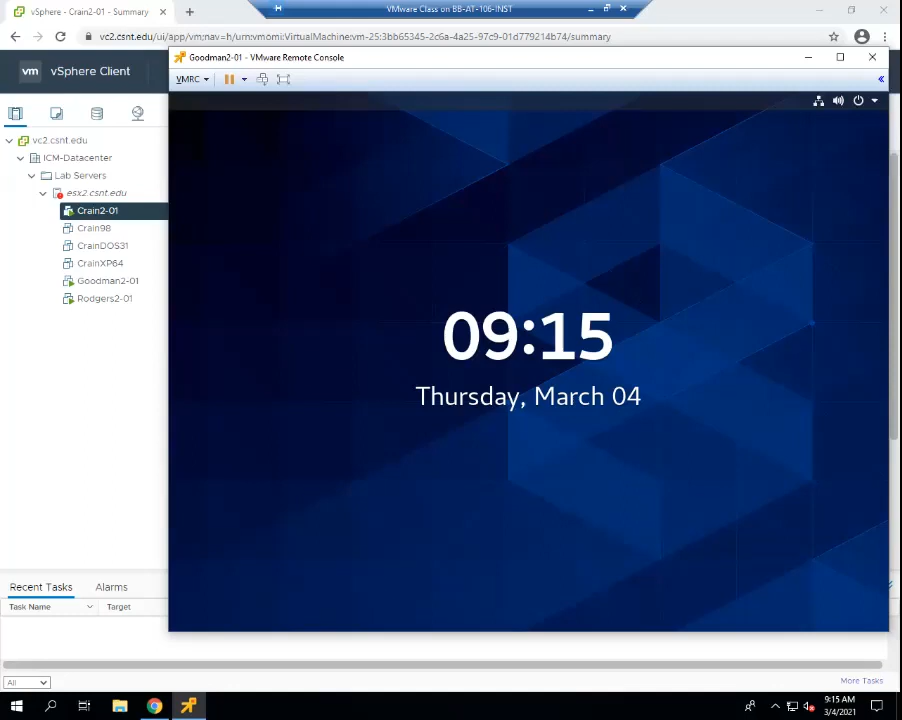 vSphere - Crain2-01 - Summary
VMware Class on BB-AT-106-INST
vc2.csnt.edu/ui/app/vm;nav=h/urn:vmomi:VirtualMachine:vm-25:3bb65345-2c6a-4a25-97c9-01d779214b74/summary
vm vSphere Client
Goodman2-01 - VMware Remote Console
VMRC
vc2.csnt.edu
ICM-Datacenter
Lab Servers
esx2.csnt.edu
Crain2-01
Crain98
CrainDOS31
CrainXP64
Goodman2-01
Rodgers2-01
09:15
Thursday, March 04
Recent Tasks Alarms
Task Name Target
All
More Tasks
9:15 AM
3/4/2021